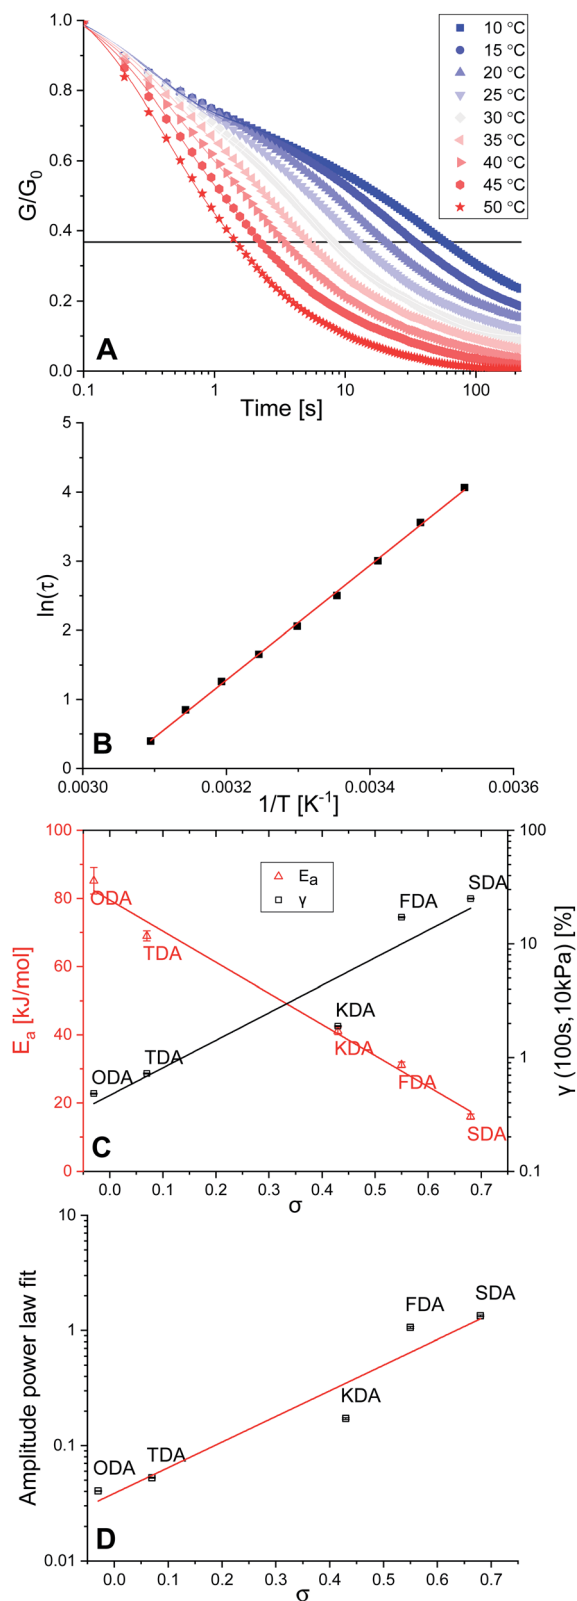 1.0
0.8
0.6
0.4
0.2
0.0
G/G0
10 °C
15 °C
20 °C
25 °C
30 °C
35 °C
40 °C
45 °C
50 °C
A
0.1 1 10 100
Time [s]
5
4
3
2
1
0
ln(τ)
B
0.0030 0.0032 0.0034 0.0036
1/T [K-1]
100
80
60
40
20
0
Ea [kJ/mol]
Ea
γ
ODA
TDA
KDA
FDA
SDA
ODA
TDA
KDA
FDA
SDA
100
10
1
0.1
γ (100s,10kPa) [%]
C
0.0 0.1 0.2 0.3 0.4 0.5 0.6 0.7
σ
10
1
0.1
0.01
Amplitude power law fit
ODA
TDA
KDA
FDA
SDA
D
0.0 0.1 0.2 0.3 0.4 0.5 0.6 0.7
σ